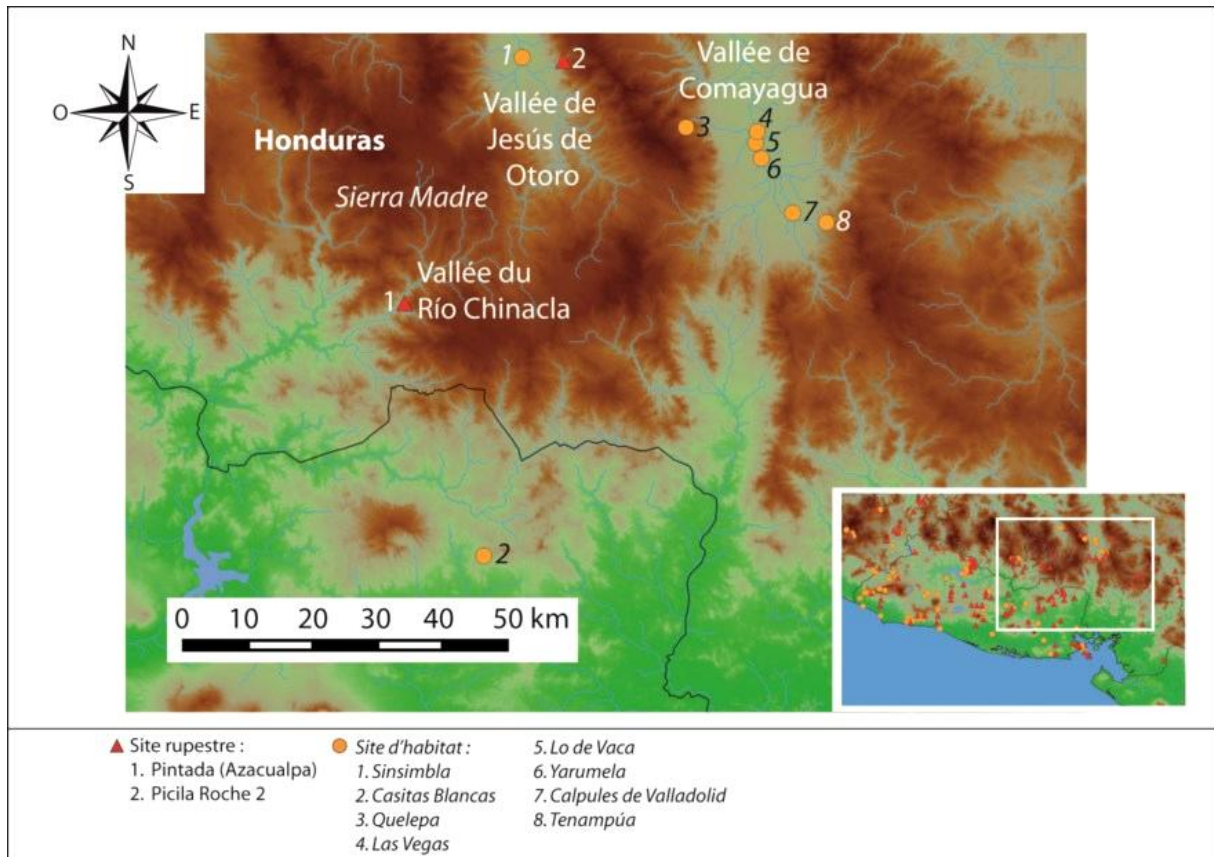 N
O
E
S
1
2
Vallée de
Jesús de
Otoro
Vallée de
Comayagua
3
4
5
6
7
8
Honduras
Sierra Madre
Vallée du
Río Chinacla
1
2
0 10 20 30 40 50 km
Site rupestre :
1. Pintada (Azacualpa)
2. Picila Roche 2
Site d'habitat :
1. Sinsimbla
2. Casitas Blancas
3. Quelepa
4. Las Vegas
5. Lo de Vaca
6. Yarumela
7. Calpules de Valladolid
8. Tenampúa